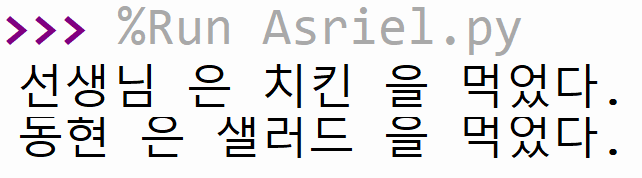 >>> %Run Asriel.py
선생님 은 치킨 을 먹었다.
동현 은 샐러드 을 먹었다.